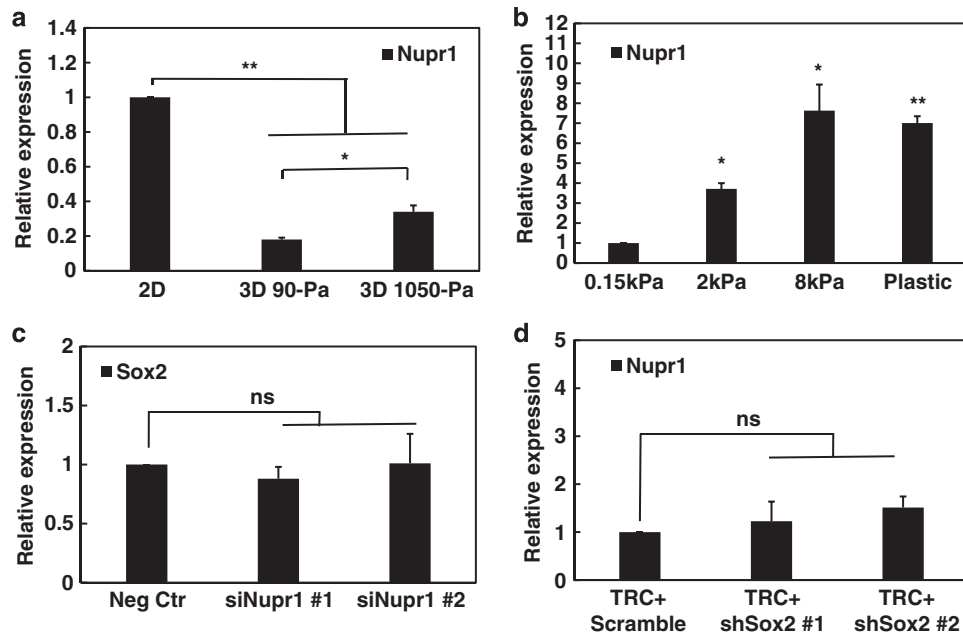 a
Relative expression
1.4
1.2
1
0.8
0.6
0.4
0.2
0
Nupr1
**
*
2D
3D 90-Pa
3D 1050-Pa
b
Relative expression
12
11
10
9
8
7
6
5
4
3
2
1
0
Nupr1
*
*
**
0.15kPa
2kPa
8kPa
Plastic
c
Relative expression
2
1.5
1
0.5
0
Sox2
ns
Neg Ctr
siNupr1 #1
siNupr1 #2
d
Relative expression
5
4
3
2
1
0
Nupr1
ns
TRC+
Scramble
TRC+
shSox2 #1
TRC+
shSox2 #2